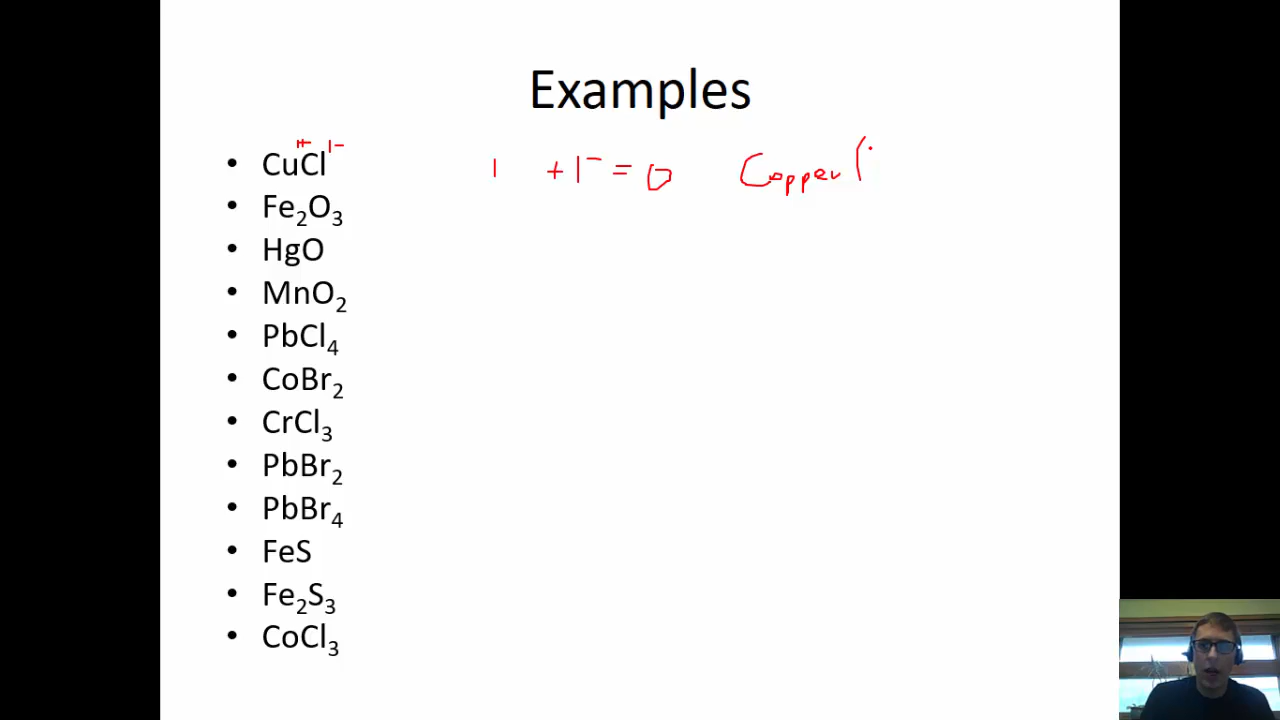 Examples
• CuCl 1+ 1- 1 + 1⁻ = 0 Copper (
• Fe₂O₃
• HgO
• MnO₂
• PbCl₄
• CoBr₂
• CrCl₃
• PbBr₂
• PbBr₄
• FeS
• Fe₂S₃
• CoCl₃